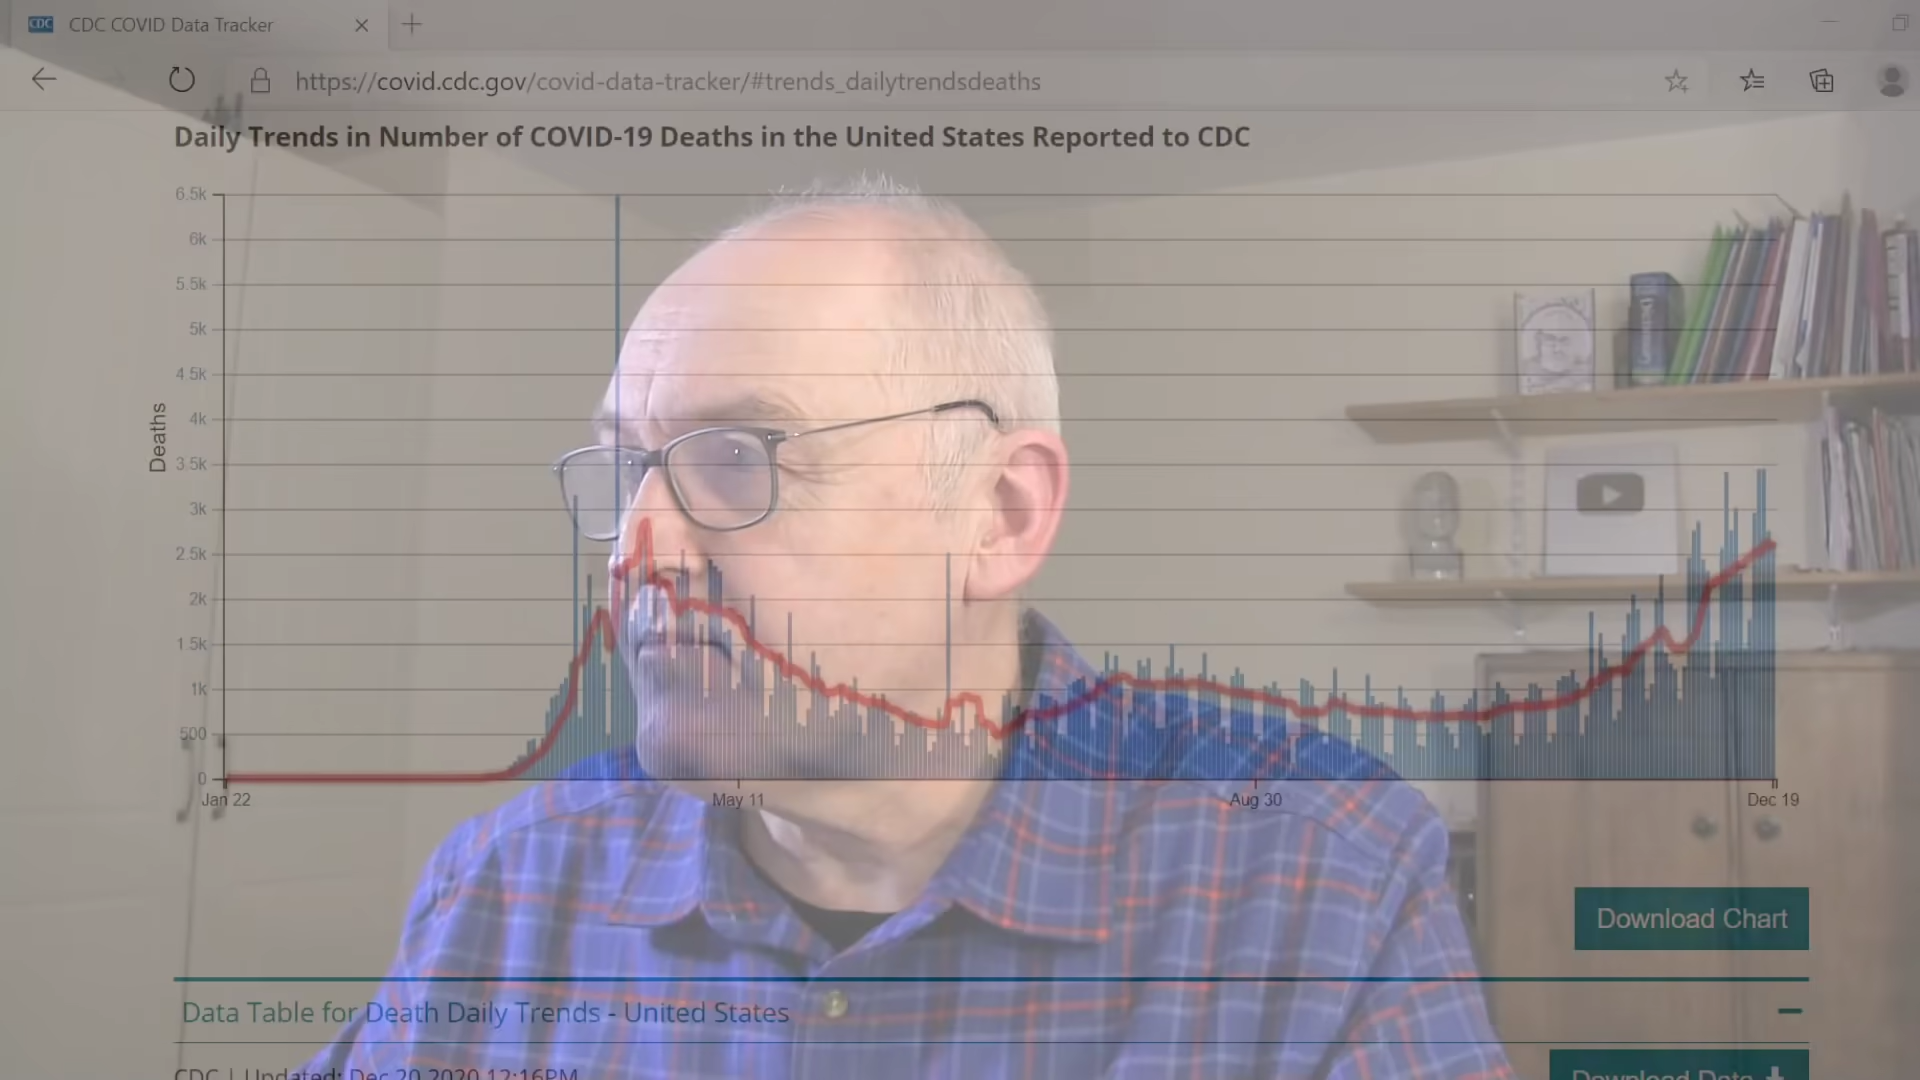 CDC CDC COVID Data Tracker
https://covid.cdc.gov/covid-data-tracker/#trends_dailytrendsdeaths
Daily Trends in Number of COVID-19 Deaths in the United States Reported to CDC
6.5k
6k
5.5k
5k
4.5k
4k
3.5k
3k
2.5k
2k
1.5k
1k
500
0
Deaths
Jan 22 May 11 Aug 30 Dec 19
Download Chart
Data Table for Death Daily Trends - United States
CDC | Updated: Dec 20 2020 12:16PM
Download Data